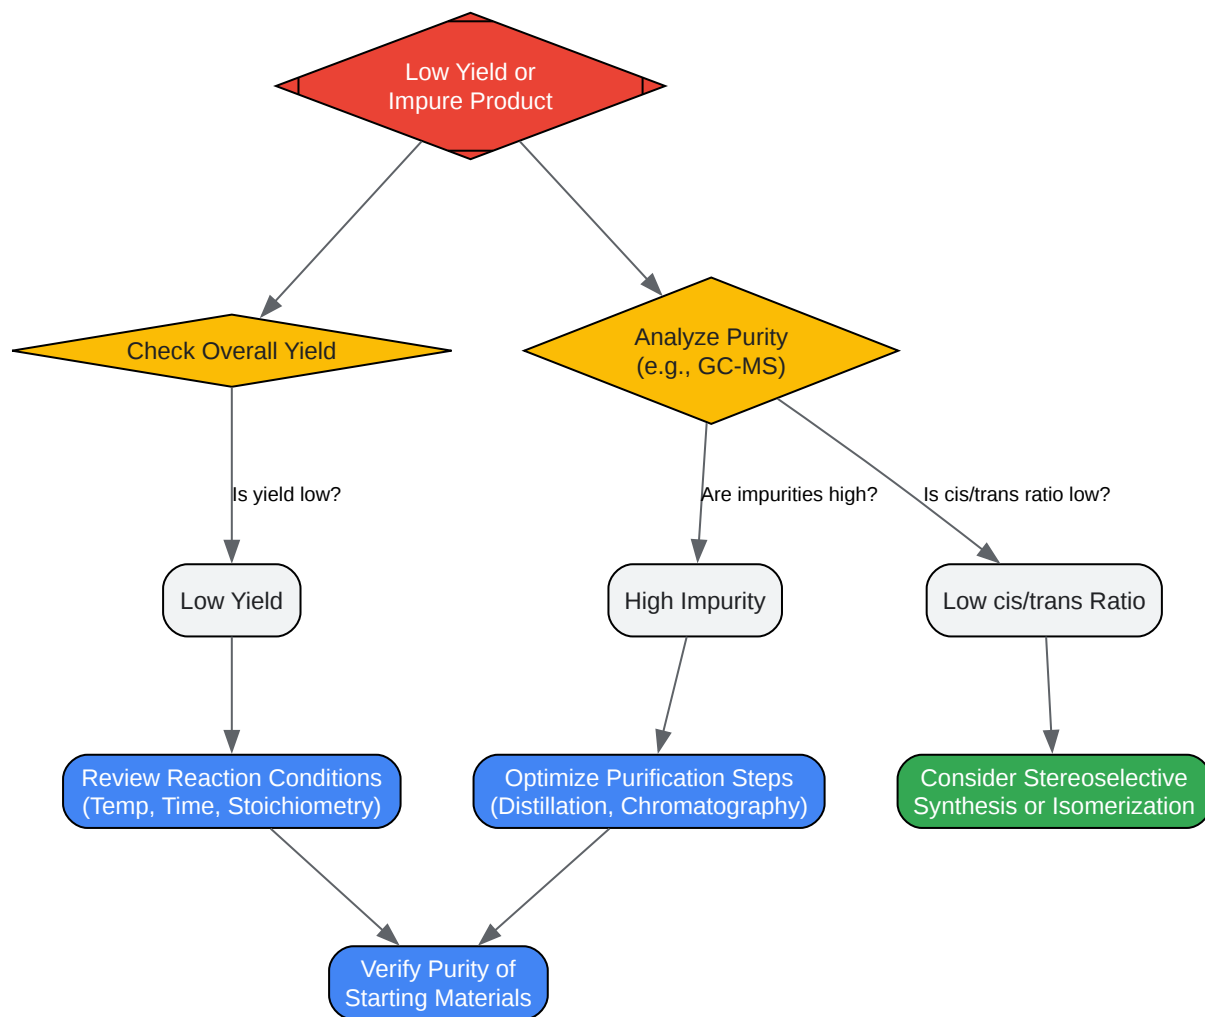 Low Yield or
Impure Product
Check Overall Yield
Analyze Purity
(e.g., GC-MS)
Is yield low?
Are impurities high?
Is cis/trans ratio low?
Low Yield
High Impurity
Low cis/trans Ratio
Review Reaction Conditions
(Temp, Time, Stoichiometry)
Optimize Purification Steps
(Distillation, Chromatography)
Consider Stereoselective
Synthesis or Isomerization
Verify Purity of
Starting Materials